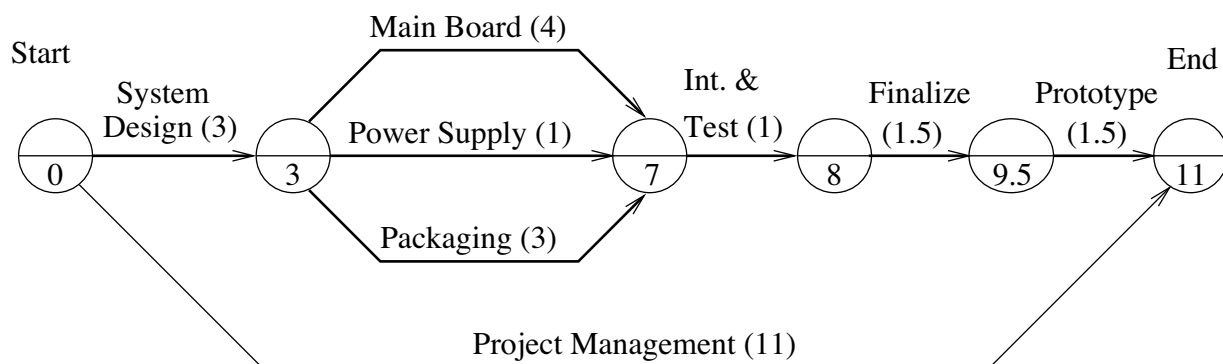 Main Board (4)
Start
End
Int. &
System
Finalize
Prototype
Design (3)
Power Supply (1)
Test (1)
(1.5)
(1.5)
0
3
7
8
9.5
11
Packaging (3)
Project Management (11)